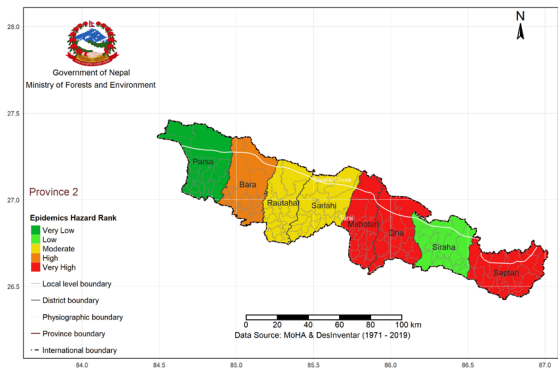 N
Government of Nepal
Ministry of Forests and Environment
28.0
27.5
27.0
26.5
Province 2
Parsa
Bara
Rautahat
Sarlahi
Mahotari
Dha
Siraha
Saptari
Epidemics Hazard Rank
Very Low
Low
Moderate
High
Very High
Local level boundary
District boundary
Physiographic boundary
Province boundary
International boundary
0 20 40 60 80 100 km
Data Source: MoHA & DesInventar (1971 - 2019)
84.0 84.5 85.0 85.5 86.0 86.5 87.0